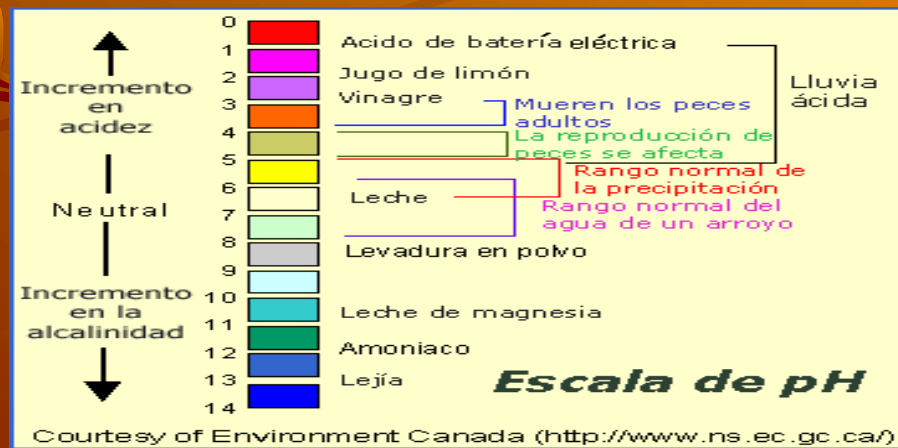 0
Acido de batería eléctrica
1
Jugo de limón
2
Vinagre
3
Mueren los peces
adultos
4
La reproducción de
peces se afecta
5
Rango normal de
la precipitación
6
Leche
Rango normal del
agua de un arroyo
7
8
Levadura en polvo
9
10
Leche de magnesia
11
Amoniaco
12
13
Lejía
14
Lluvia
ácida
Incremento
en
acidez
Neutral
Incremento
en la
alcalinidad
Escala de pH
Courtesy of Environment Canada (http://www.ns.ec.gc.ca/)